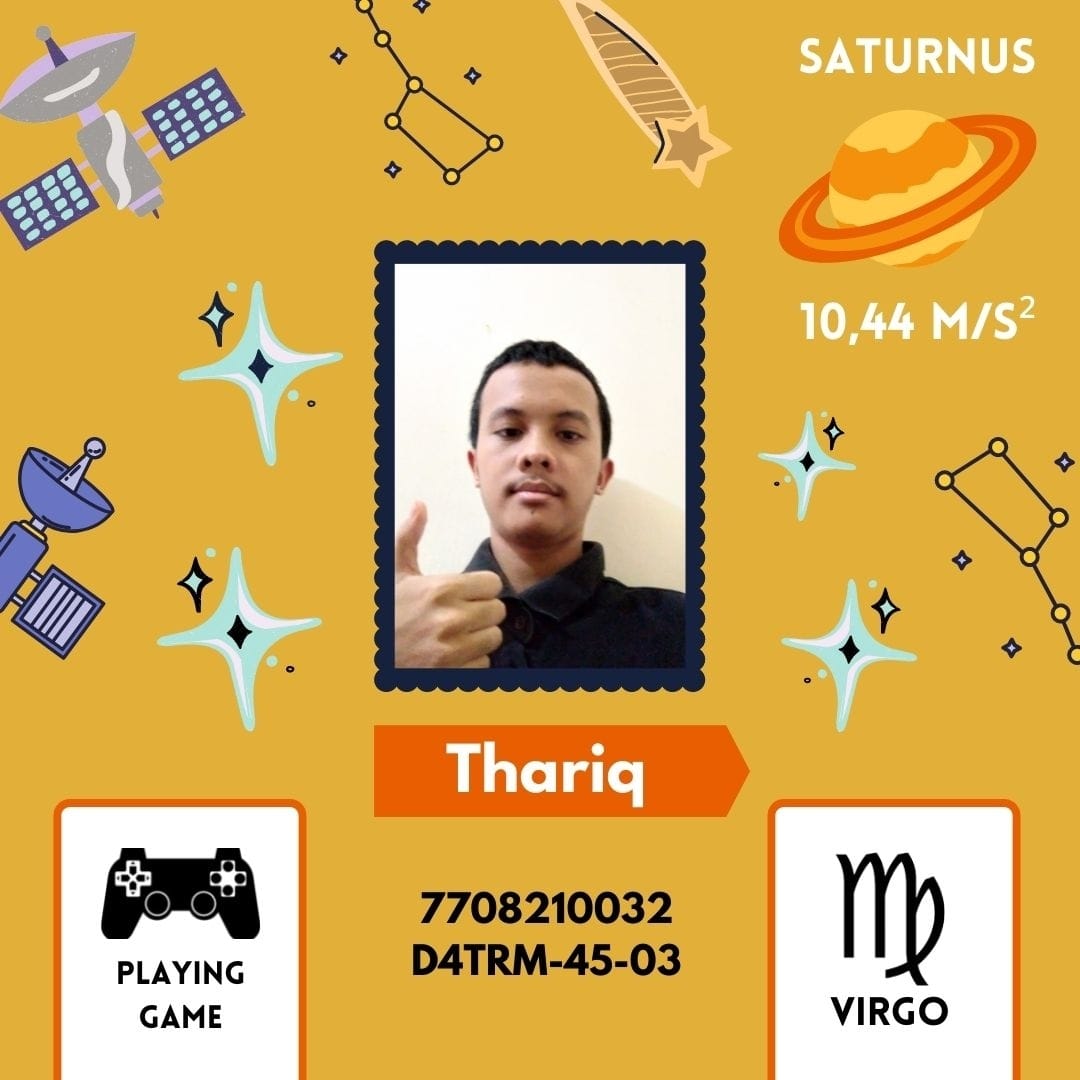 SATURNUS
10,44 M/S²
Thariq
7708210032
D4TRM-45-03
PLAYING
GAME
VIRGO